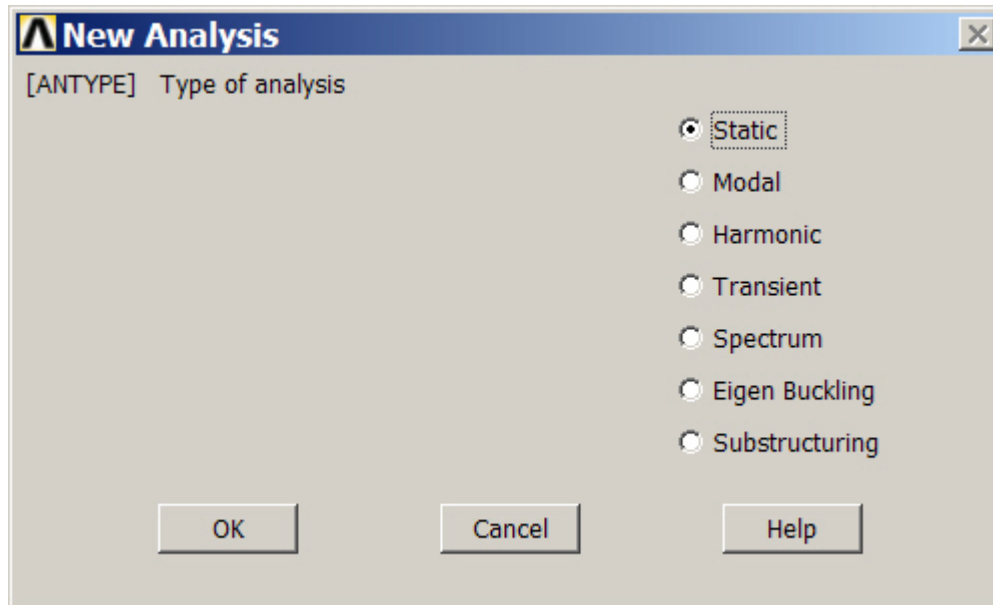 New Analysis
[ANTYPE] Type of analysis
Static
Modal
Harmonic
Transient
Spectrum
Eigen Buckling
Substructuring
OK Cancel Help